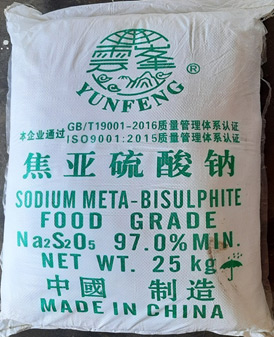 雲峯
YUNFENG®
本企业通过 GB/T19001-2016质量管理体系认证
ISO9001:2015质量管理体系认证
焦亚硫酸钠
SODIUM META-BISULPHITE
FOOD GRADE
Na2S2O5 97.0%MIN.
NET WT. 25 kg
中國 制造
MADE IN CHINA